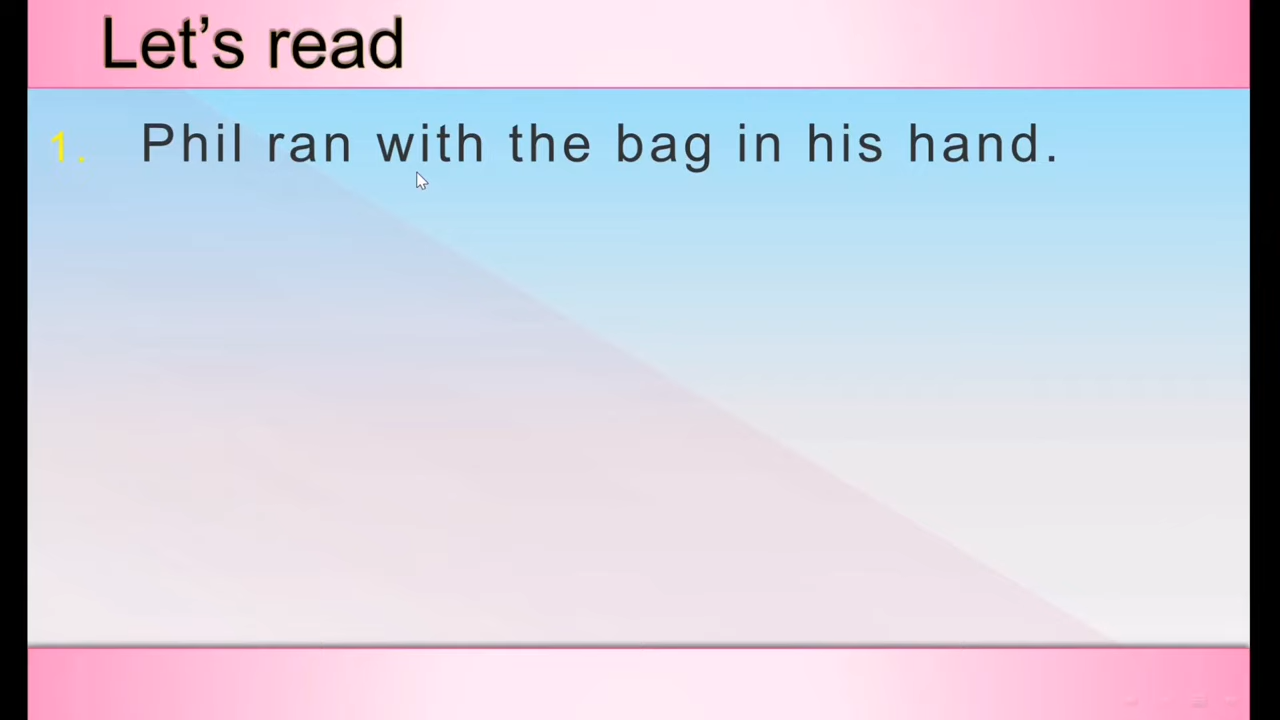 Let’s read
1. Phil ran with the bag in his hand.